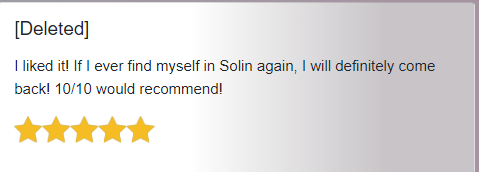 [Deleted]
I liked it! If I ever find myself in Solin again, I will definitely come
back! 10/10 would recommend!